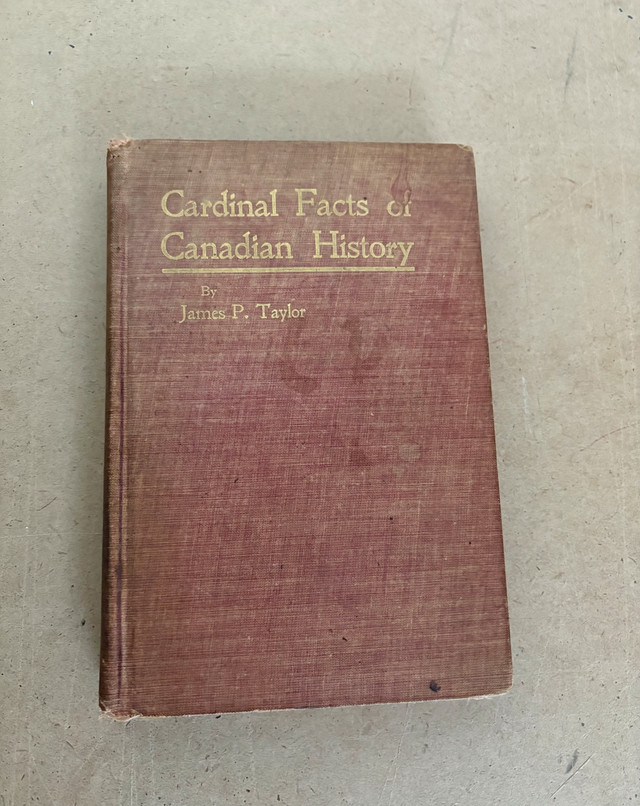 Cardinal Facts of
Canadian History
By
James P. Taylor